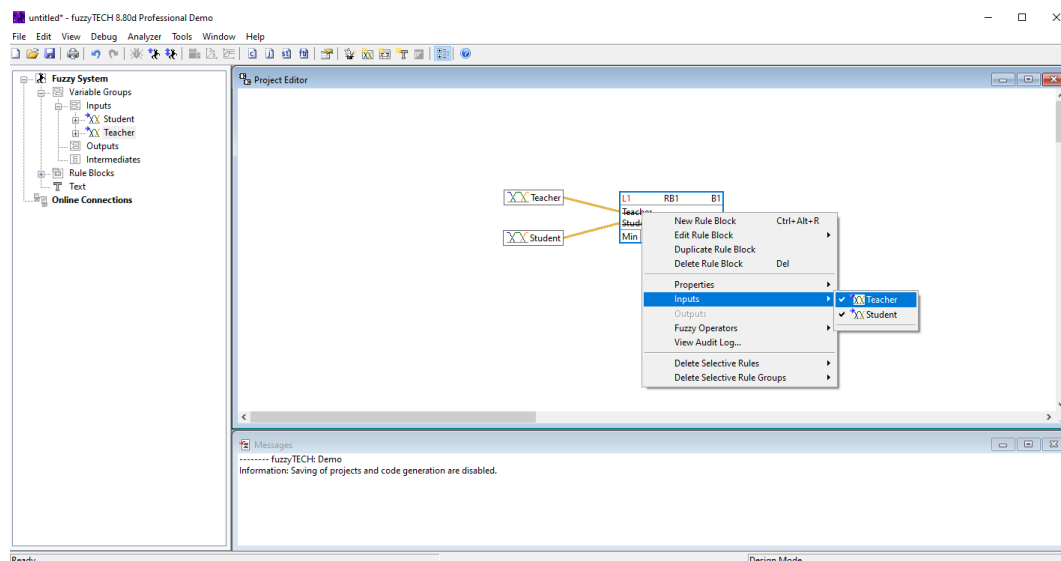 untitled* - fuzzyTECH 8.80d Professional Demo
File Edit View Debug Analyzer Tools Window Help
Fuzzy System
Variable Groups
Inputs
Student
Teacher
Outputs
Intermediates
Rule Blocks
Text
Online Connections
Project Editor
Teacher
Student
L1 RB1 B1
Teacher
Min
New Rule Block Ctrl+Alt+R
Edit Rule Block
Duplicate Rule Block
Delete Rule Block Del
Properties
Inputs
Outputs
Fuzzy Operators
View Audit Log...
Delete Selective Rules
Delete Selective Rule Groups
Teacher
Student
Messages
-------- fuzzyTECH: Demo
Information: Saving of projects and code generation are disabled.
Ready
Design Mode